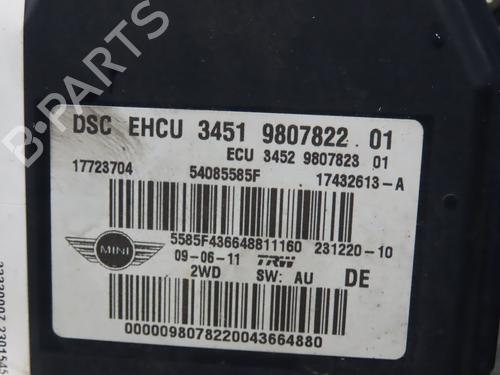 DSC EHCU 3451 9807822 01
ECU 3452 9807823 01
17723704 54085585F 17432613-A
5585F436648811160 231220-10
MINI 09-06-11 TRW
2WD SW: AU DE
0000098078220043664880
B-PARTS